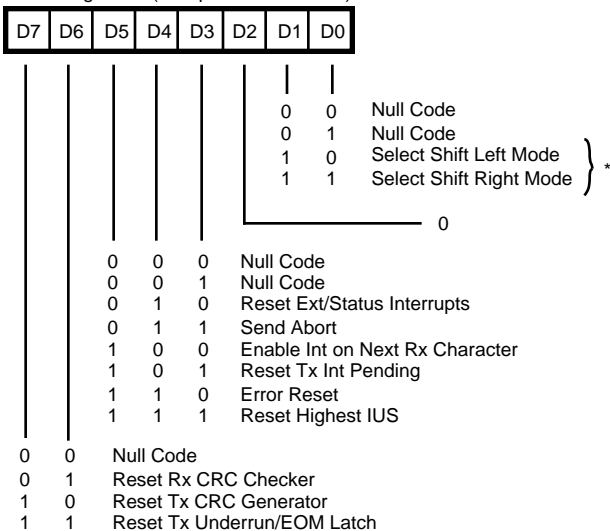 D7 D6 D5 D4 D3 D2 D1 D0
0 0 Null Code
0 1 Null Code
1 0 Select Shift Left Mode
1 1 Select Shift Right Mode
*
0
0 0 0 Null Code
0 0 1 Null Code
0 1 0 Reset Ext/Status Interrupts
0 1 1 Send Abort
1 0 0 Enable Int on Next Rx Character
1 0 1 Reset Tx Int Pending
1 1 0 Error Reset
1 1 1 Reset Highest IUS
0 0 Null Code
0 1 Reset Rx CRC Checker
1 0 Reset Tx CRC Generator
1 1 Reset Tx Underrun/EOM Latch